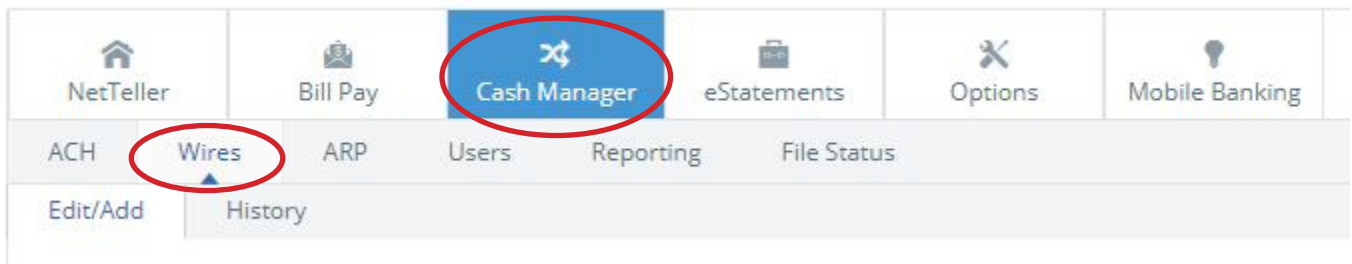 NetTeller Bill Pay Cash Manager eStatements Options Mobile Banking
ACH Wires ARP Users Reporting File Status
Edit/Add History